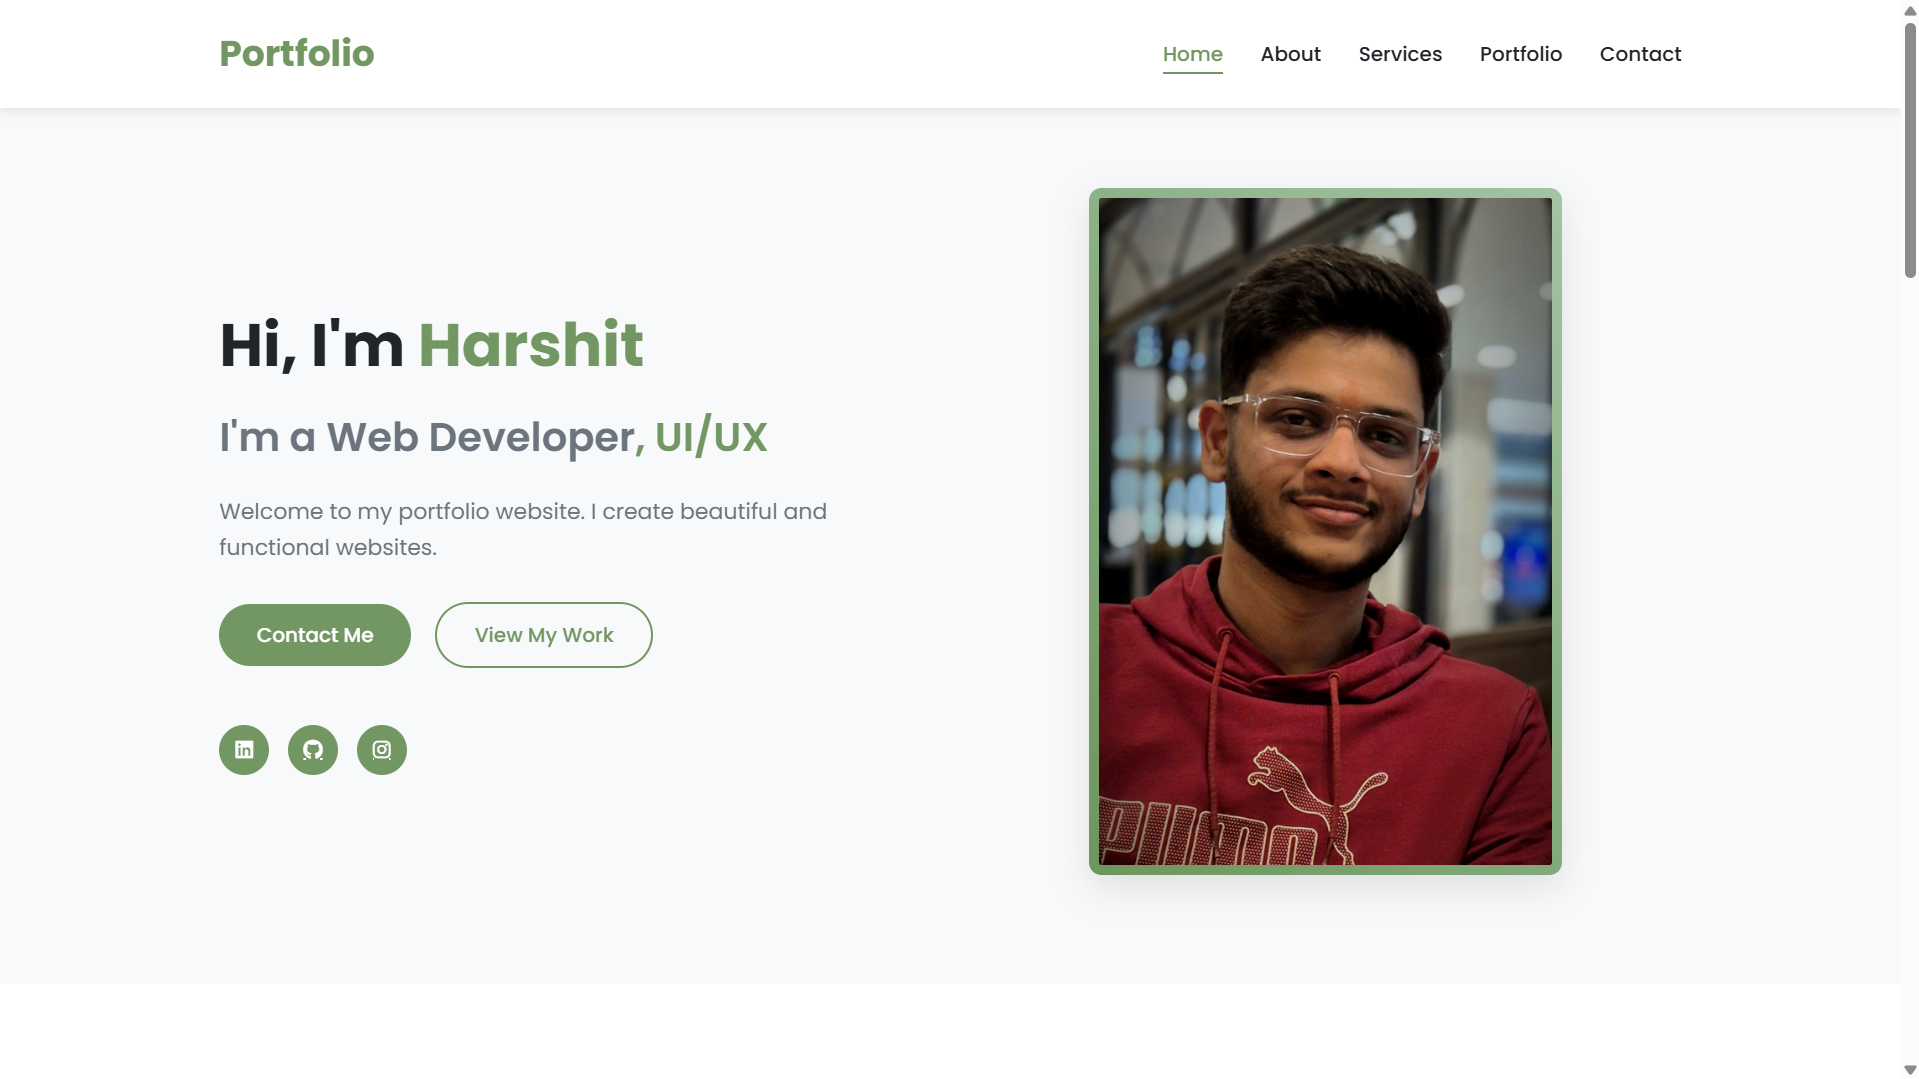 Portfolio
Home About Services Portfolio Contact
Hi, I'm Harshit
I'm a Web Developer, UI/UX
Welcome to my portfolio website. I create beautiful and
functional websites.
Contact Me View My Work
in
PUMA